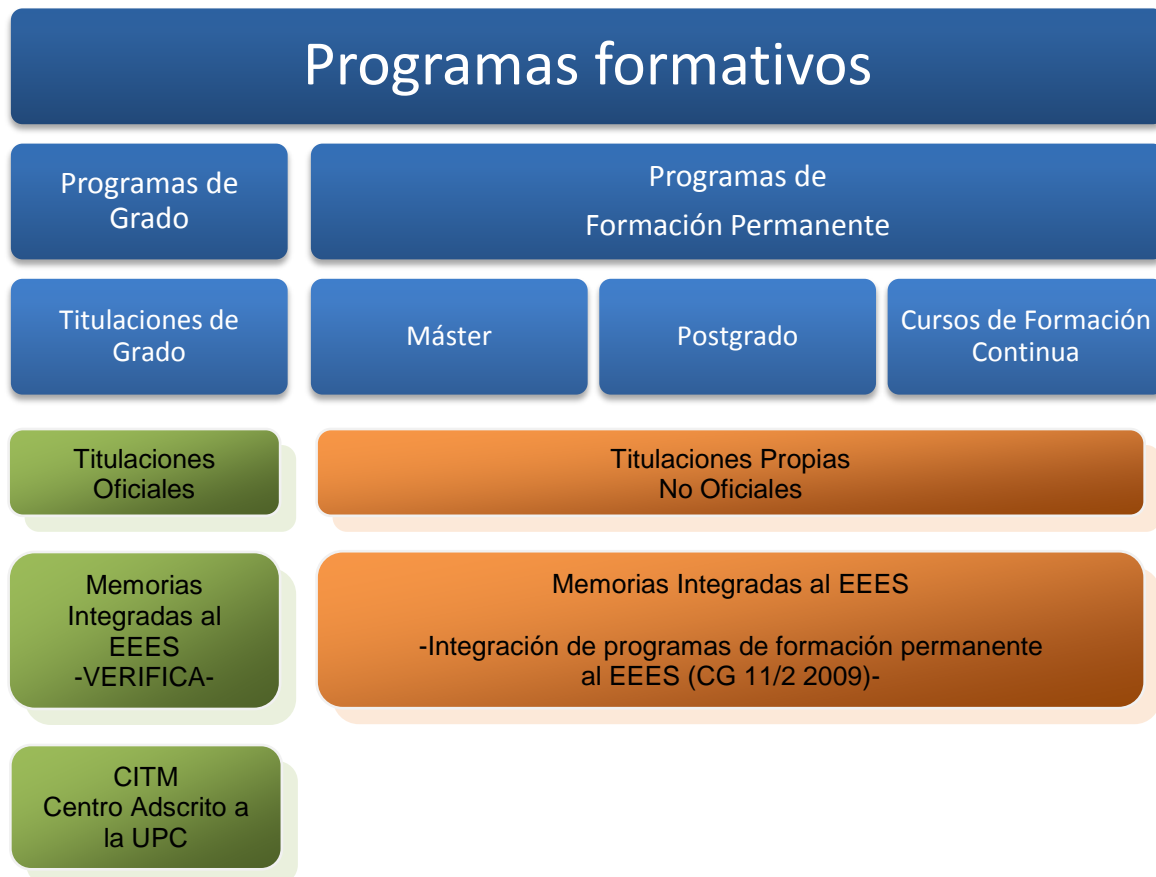 Programas formativos
Programas de
Grado
Programas de
Formación Permanente
Titulaciones de
Grado
Máster
Postgrado
Cursos de Formación
Continua
Titulaciones
Oficiales
Titulaciones Propias
No Oficiales
Memorias
Integradas al
EEES
-VERIFICA-
Memorias Integradas al EEES
-Integración de programas de formación permanente
al EEES (CG 11/2 2009)-
CITM
Centro Adscrito a
la UPC